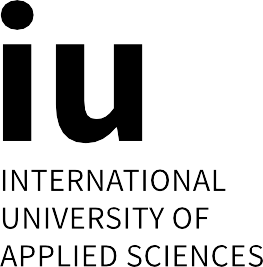 iu
INTERNATIONAL
UNIVERSITY OF
APPLIED SCIENCES